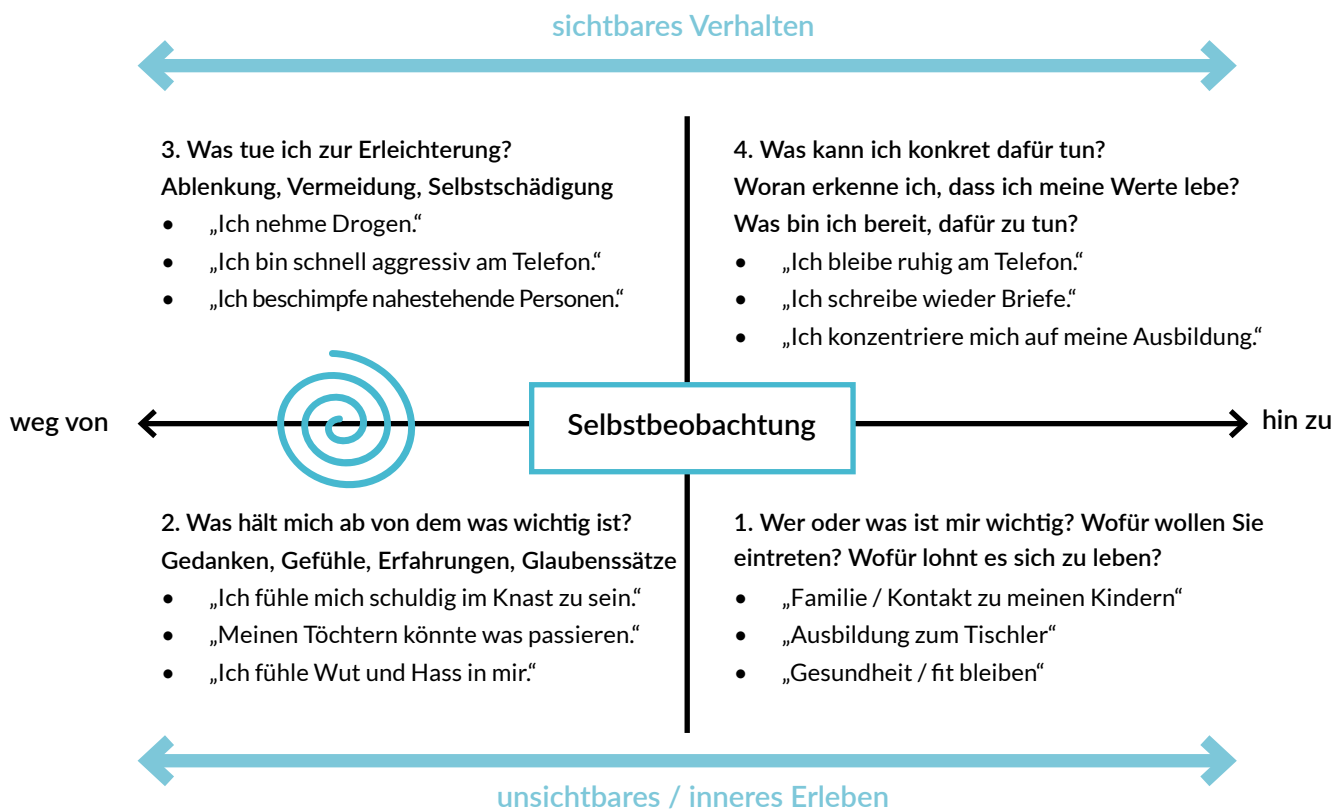 sichtbares Verhalten
3. Was tue ich zur Erleichterung?
Ablenkung, Vermeidung, Selbstschädigung
• „Ich nehme Drogen.“
• „Ich bin schnell aggressiv am Telefon.“
• „Ich beschimpfe nahestehende Personen.“
4. Was kann ich konkret dafür tun?
Woran erkenne ich, dass ich meine Werte lebe?
Was bin ich bereit, dafür zu tun?
• „Ich bleibe ruhig am Telefon.“
• „Ich schreibe wieder Briefe.“
• „Ich konzentriere mich auf meine Ausbildung.“
weg von
Selbstbeobachtung
hin zu
2. Was hält mich ab von dem was wichtig ist?
Gedanken, Gefühle, Erfahrungen, Glaubenssätze
• „Ich fühle mich schuldig im Knast zu sein.“
• „Meinen Töchtern könnte was passieren.“
• „Ich fühle Wut und Hass in mir.“
1. Wer oder was ist mir wichtig? Wofür wollen Sie
eintreten? Wofür lohnt es sich zu leben?
• „Familie / Kontakt zu meinen Kindern“
• „Ausbildung zum Tischler“
• „Gesundheit / fit bleiben“
unsichtbares / inneres Erleben